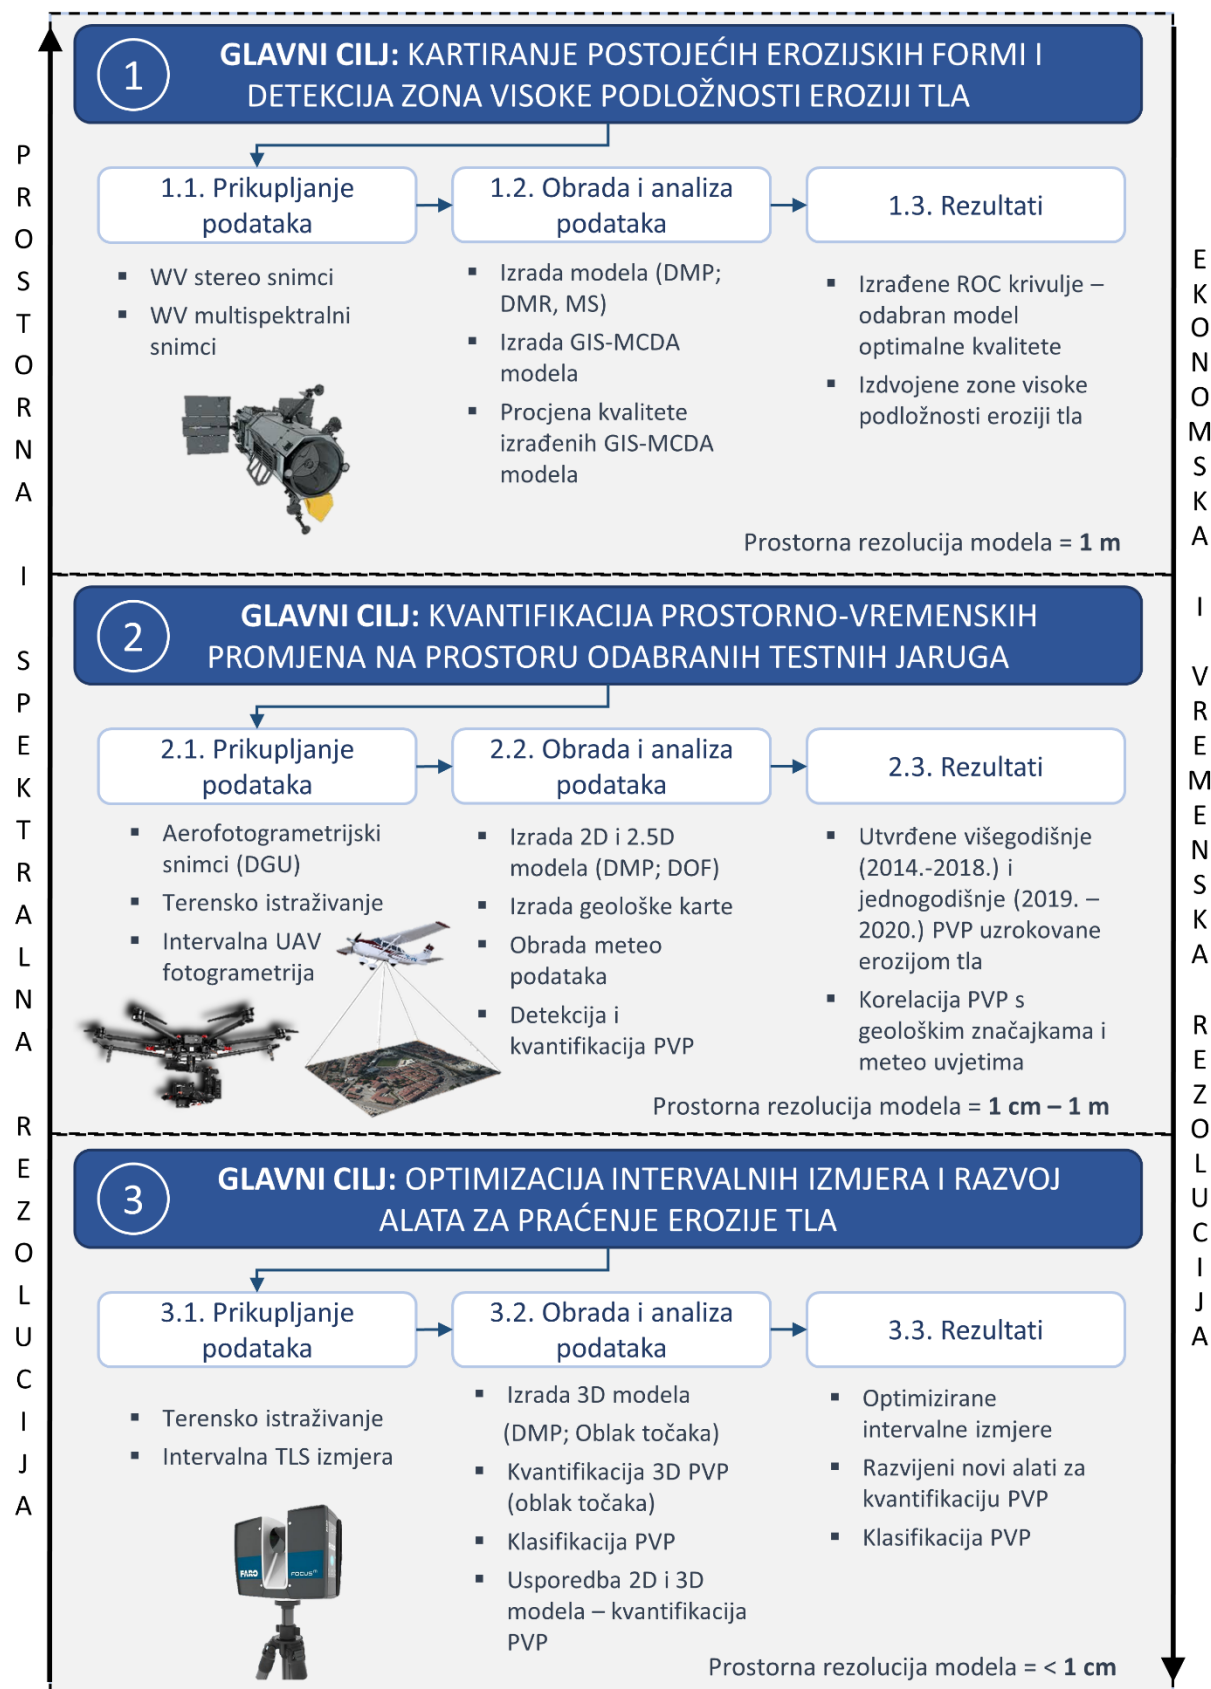 1
GLAVNI CILJ: KARTIRANJE POSTOJEĆIH EROZIJSKIH FORMI I
DETEKCIJA ZONA VISOKE PODLOŽNOSTI EROZIJI TLA
1.1. Prikupljanje
podataka
1.2. Obrada i analiza
podataka
1.3. Rezultati
▪ WV stereo snimci
▪ WV multispektralni
snimci
▪ Izrada modela (DMP;
DMR, MS)
▪ Izrada GIS-MCDA
modela
▪ Procjena kvalitete
izrađenih GIS-MCDA
modela
▪ Izrađene ROC krivulje –
odabran model
optimalne kvalitete
▪ Izdvojene zone visoke
podložnosti eroziji tla
Prostorna rezolucija modela = 1 m
2
GLAVNI CILJ: KVANTIFIKACIJA PROSTORNO-VREMENSKIH
PROMJENA NA PROSTORU ODABRANIH TESTNIH JARUGA
2.1. Prikupljanje
podataka
2.2. Obrada i analiza
podataka
2.3. Rezultati
▪ Aerofotogrametrijski
snimci (DGU)
▪ Terensko istraživanje
▪ Intervalna UAV
fotogrametrija
▪ Izrada 2D i 2.5D
modela (DMP; DOF)
▪ Izrada geološke karte
▪ Obrada meteo
podataka
▪ Detekcija i
kvantifikacija PVP
▪ Utvrđene višegodišnje
(2014.-2018.) i
jednogodišnje (2019. –
2020.) PVP uzrokovane
erozijom tla
▪ Korelacija PVP s
geološkim značajkama i
meteo uvjetima
Prostorna rezolucija modela = 1 cm – 1 m
3
GLAVNI CILJ: OPTIMIZACIJA INTERVALNIH IZMJERA I RAZVOJ
ALATA ZA PRAĆENJE EROZIJE TLA
3.1. Prikupljanje
podataka
3.2. Obrada i analiza
podataka
3.3. Rezultati
▪ Terensko istraživanje
▪ Intervalna TLS izmjera
FARO
FOCUS
▪ Izrada 3D modela
(DMP; Oblak točaka)
▪ Kvantifikacija 3D PVP
(oblak točaka)
▪ Klasifikacija PVP
▪ Usporedba 2D i 3D
modela – kvantifikacija
PVP
▪ Optimizirane
intervalne izmjere
▪ Razvijeni novi alati za
kvantifikaciju PVP
▪ Klasifikacija PVP
Prostorna rezolucija modela = < 1 cm
PROSTORNA I SPEKTRALNA REZOLUCIJA
EKONOMSKA I VREMENSKA REZOLUCIJA